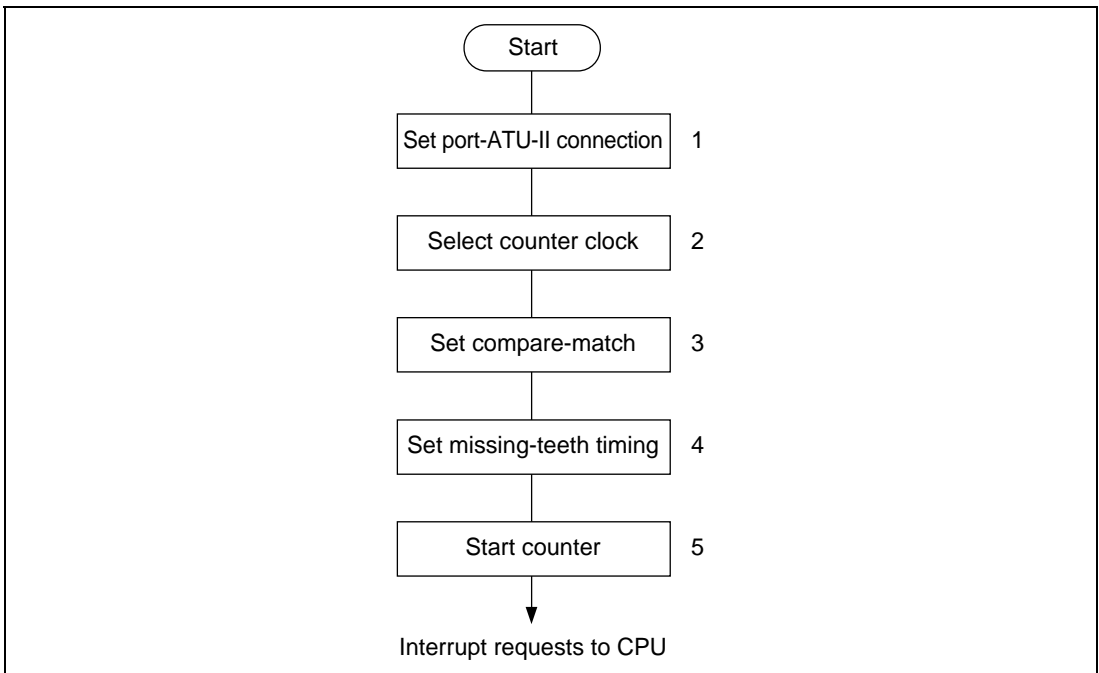 Start
Set port-ATU-II connection 1
Select counter clock 2
Set compare-match 3
Set missing-teeth timing 4
Start counter 5
Interrupt requests to CPU